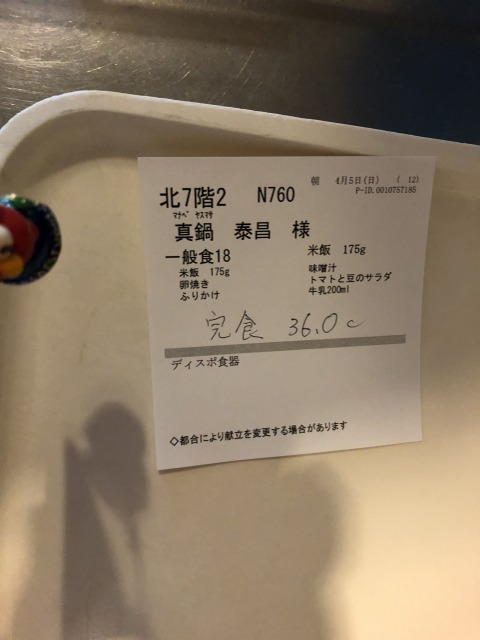 朝 4月5日(日) ( 12)
P-ID.0010757185
北7階2 N760
マナベ ヤスマサ
真鍋 泰昌 様
一般食18 米飯 175g
米飯 175g 味噌汁
卵焼き トマトと豆のサラダ
ふりかけ 牛乳200ml
完食 36.0c
ディスポ食器
◇都合により献立を変更する場合があります